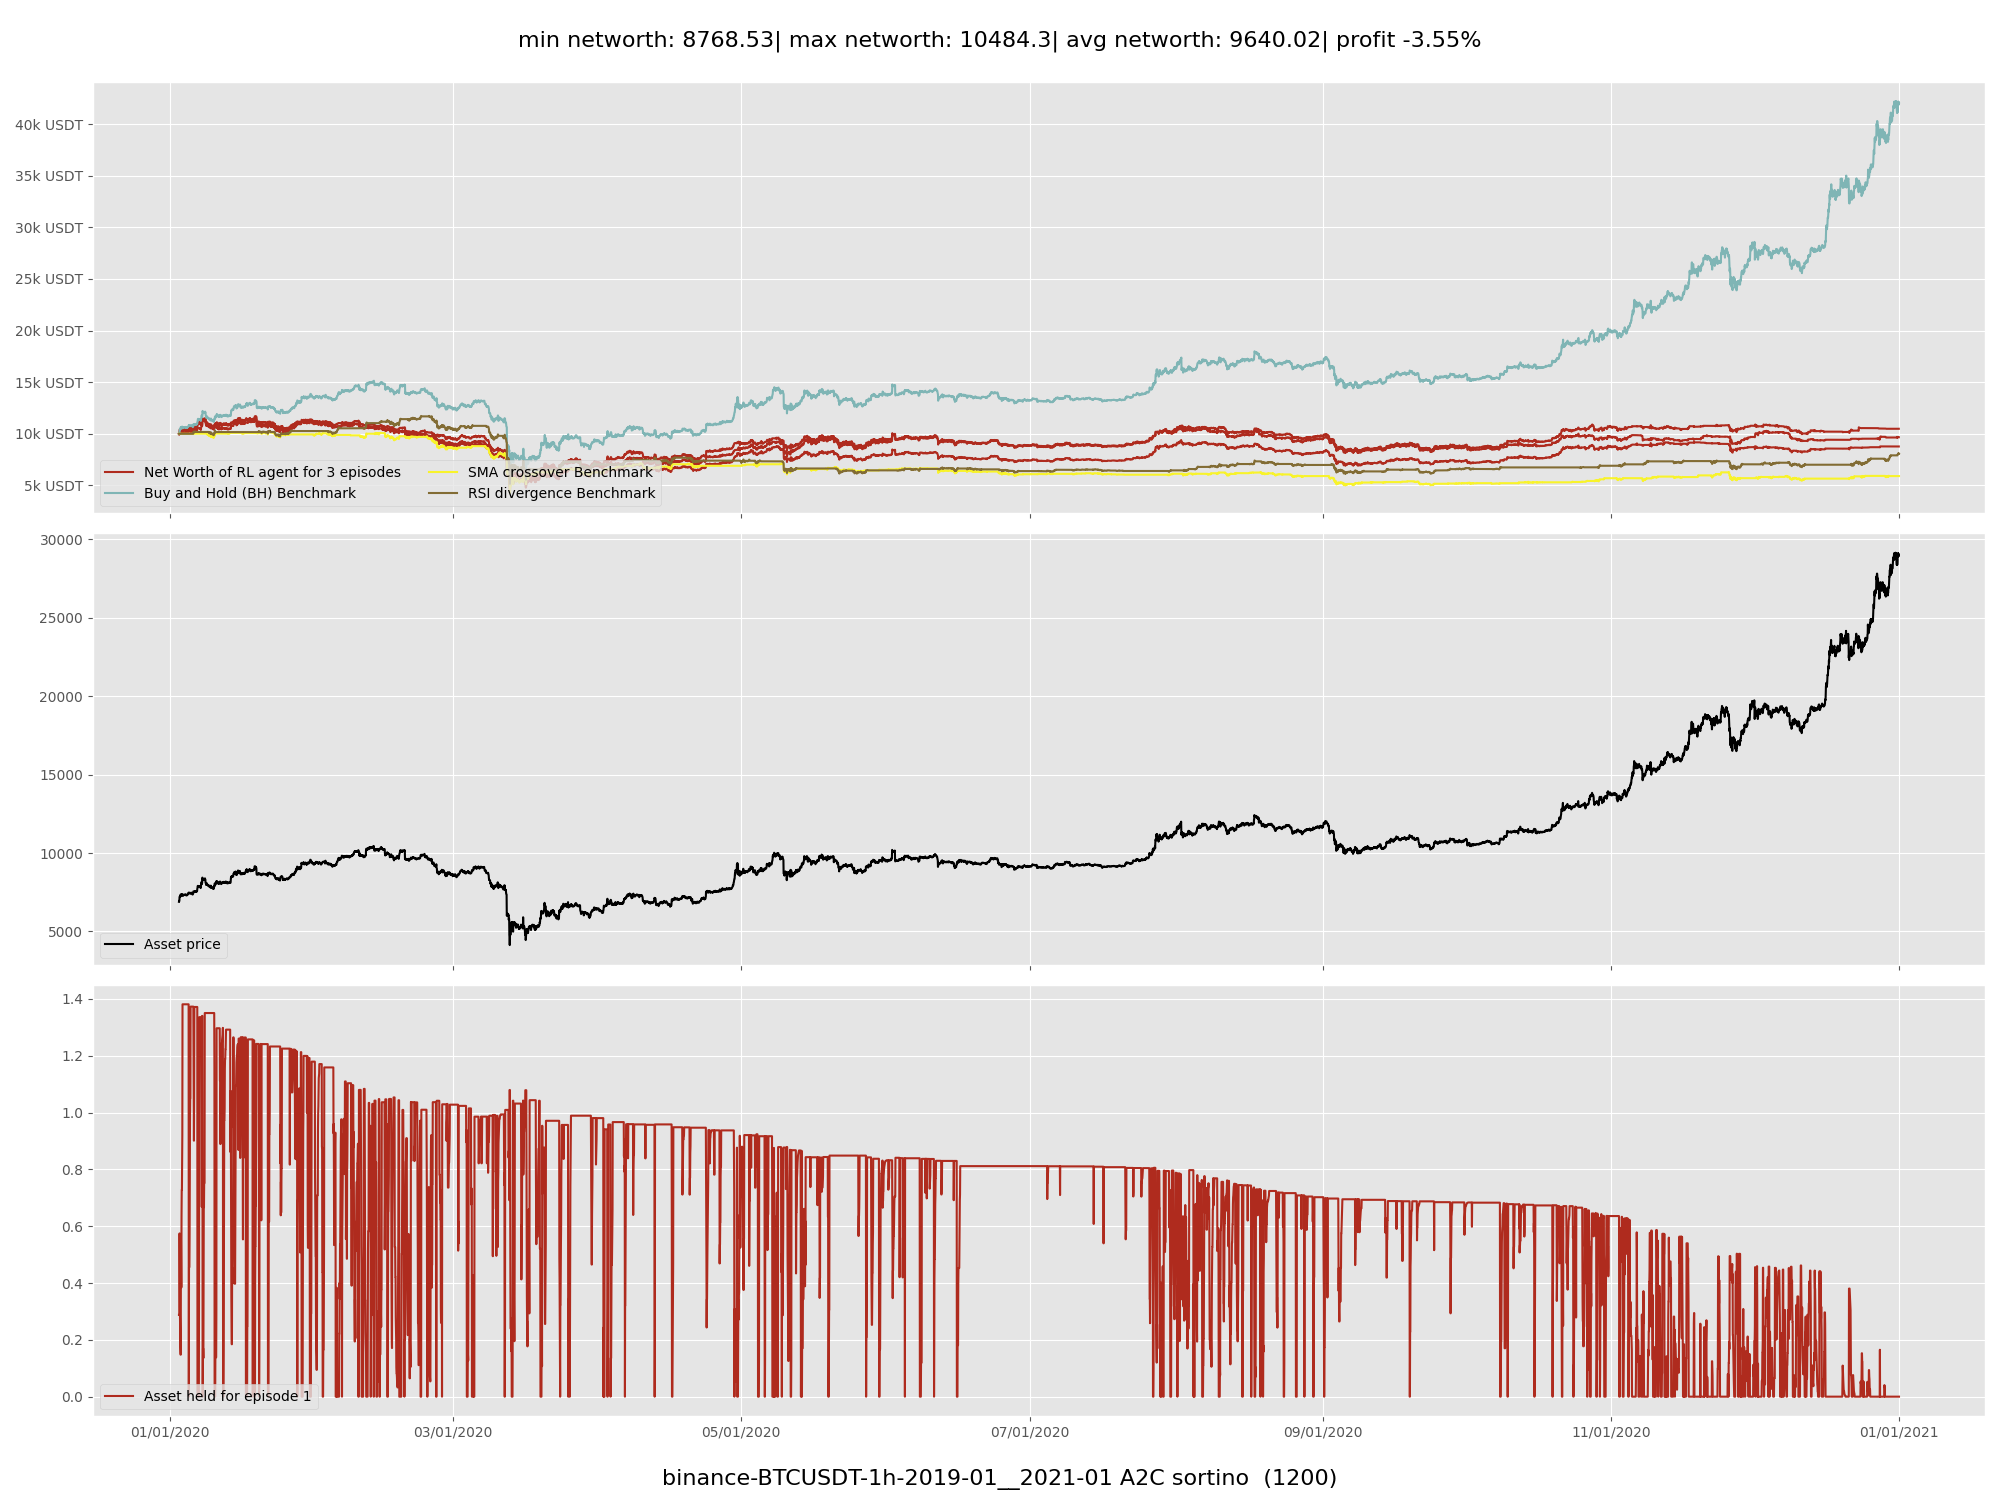 min networth: 8768.53| max networth: 10484.3| avg networth: 9640.02| profit -3.55%
40k USDT
35k USDT
30k USDT
25k USDT
20k USDT
15k USDT
10k USDT
5k USDT
Net Worth of RL agent for 3 episodes
Buy and Hold (BH) Benchmark
SMA crossover Benchmark
RSI divergence Benchmark
30000
25000
20000
15000
10000
5000
Asset price
1.4
1.2
1.0
0.8
0.6
0.4
0.2
0.0
Asset held for episode 1
01/01/2020
03/01/2020
05/01/2020
07/01/2020
09/01/2020
11/01/2020
01/01/2021
binance-BTCUSDT-1h-2019-01__2021-01 A2C sortino  (1200)